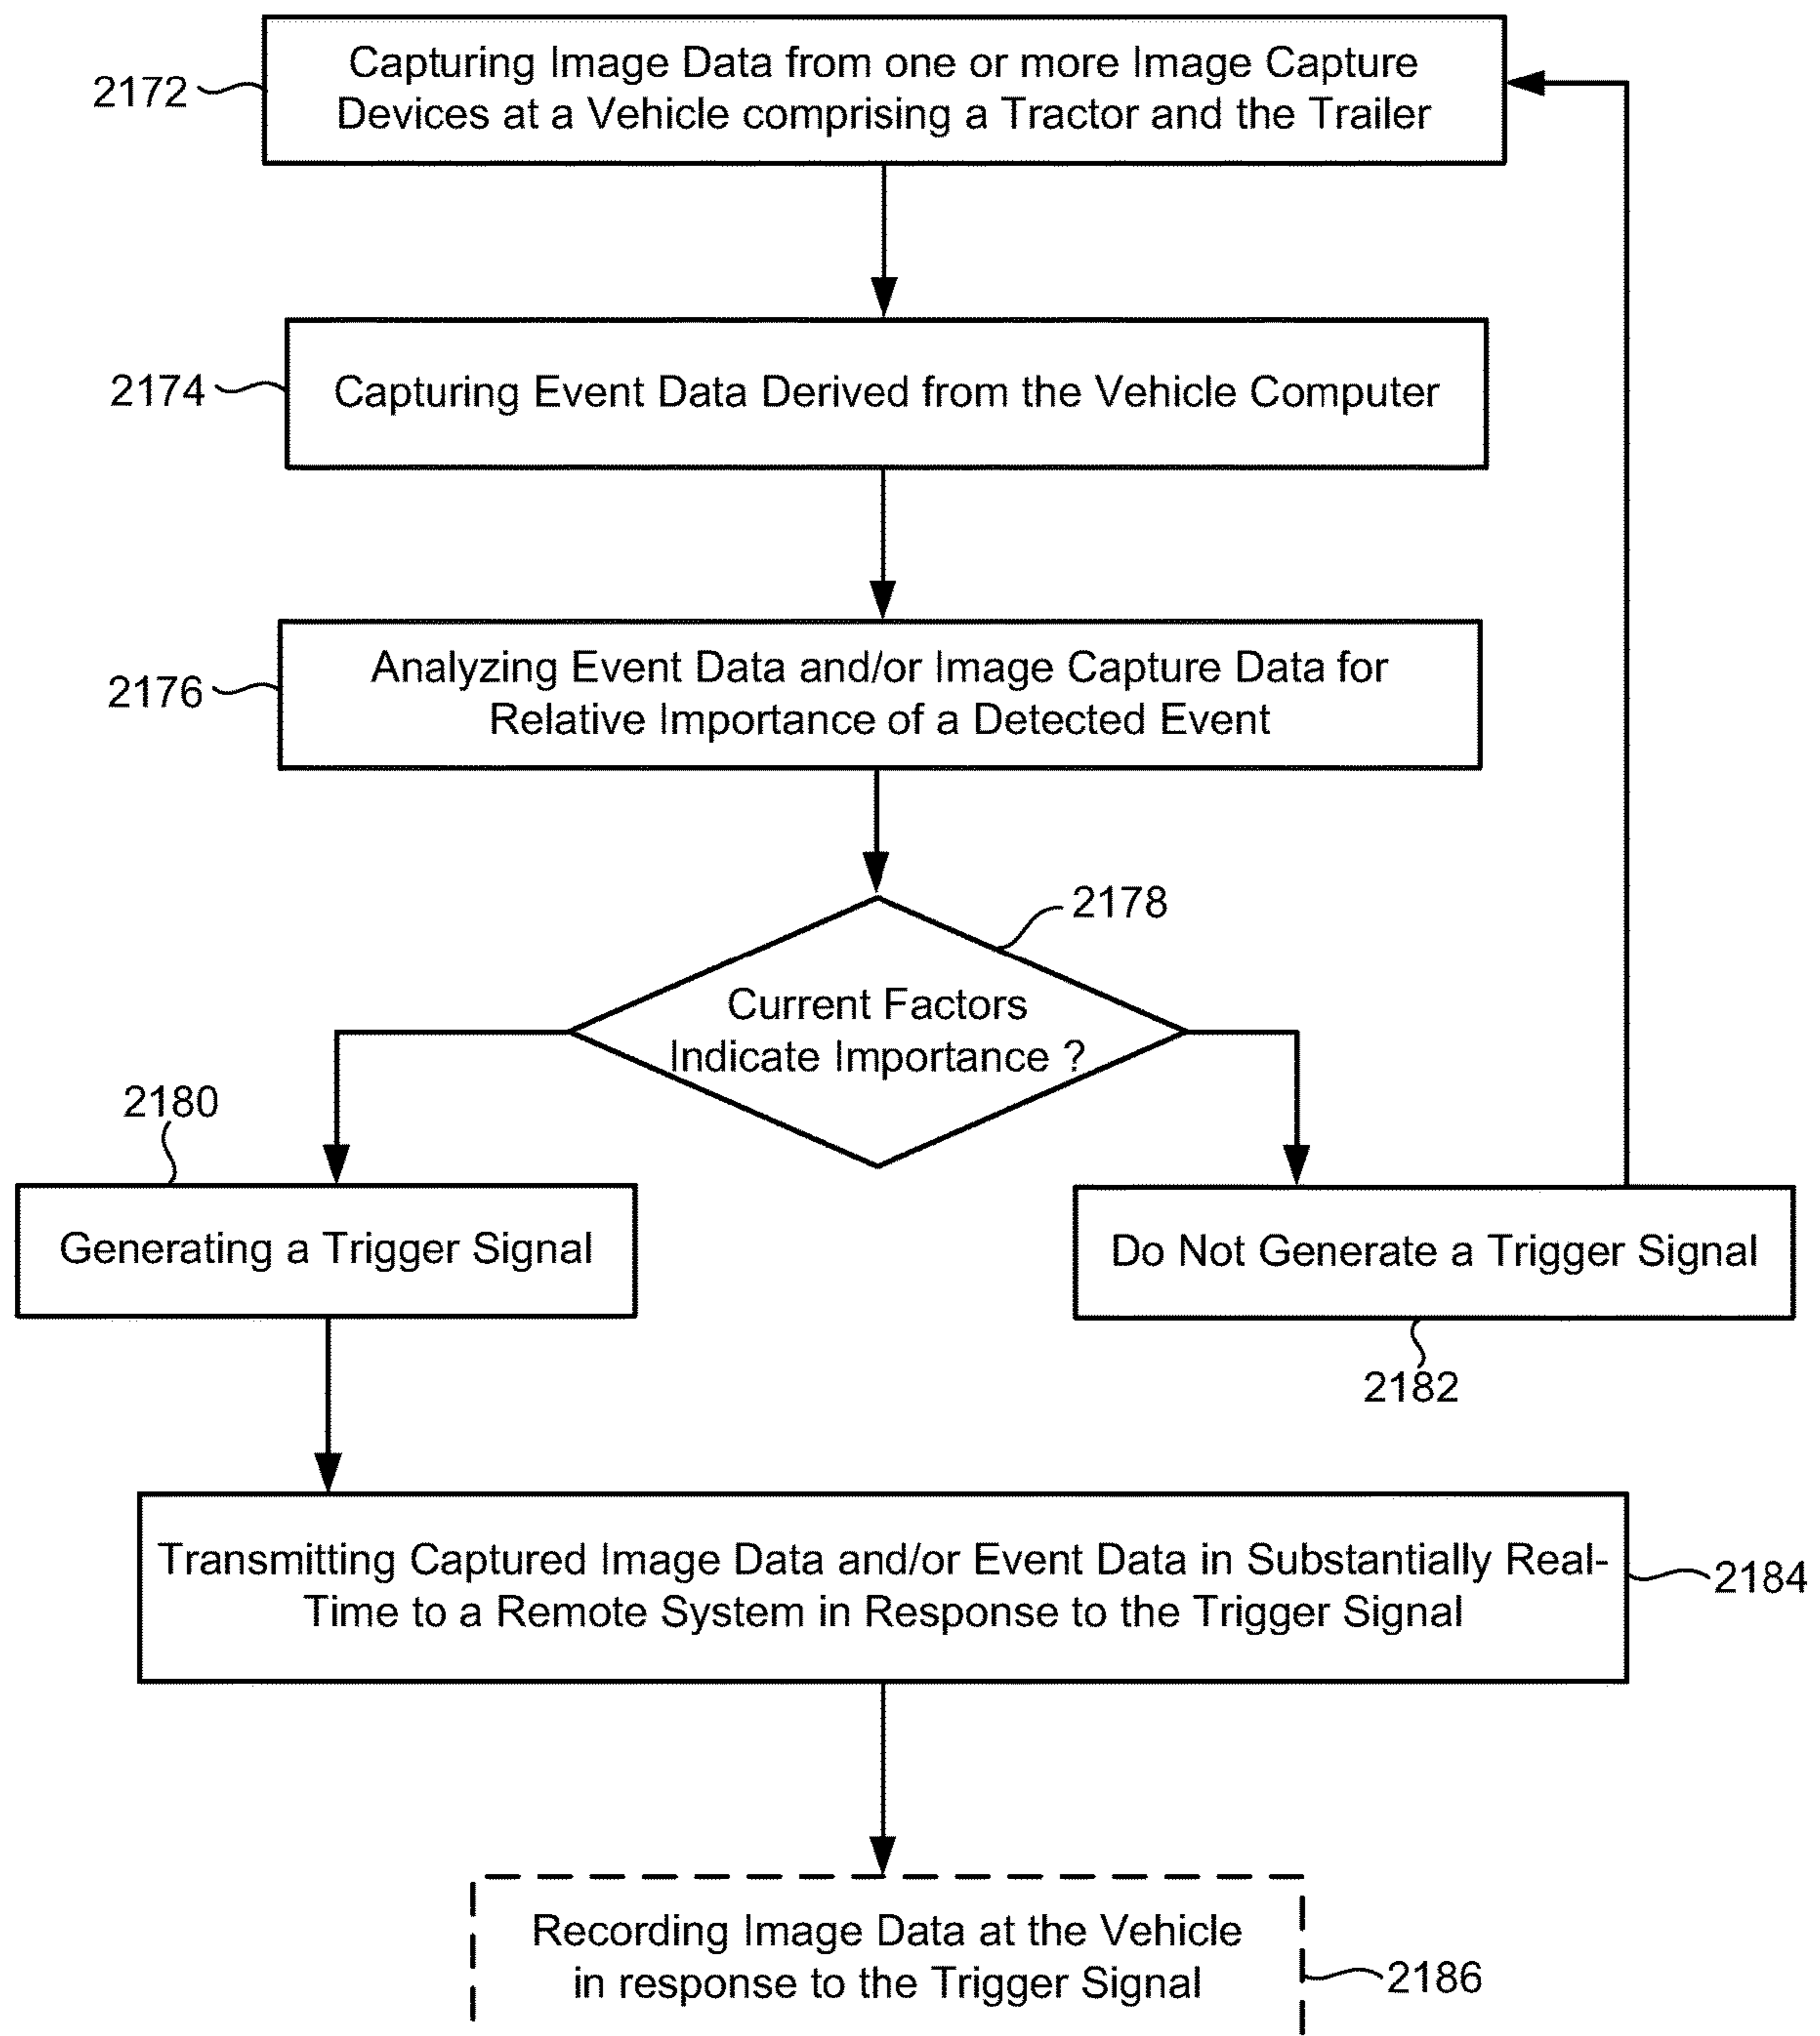 2172
Capturing Image Data from one or more Image Capture
Devices at a Vehicle comprising a Tractor and the Trailer
2174
Capturing Event Data Derived from the Vehicle Computer
2176
Analyzing Event Data and/or Image Capture Data for
Relative Importance of a Detected Event
2178
Current Factors
Indicate Importance ?
2180
Generating a Trigger Signal
Do Not Generate a Trigger Signal
2182
Transmitting Captured Image Data and/or Event Data in Substantially Real-
Time to a Remote System in Response to the Trigger Signal
2184
Recording Image Data at the Vehicle
in response to the Trigger Signal
2186